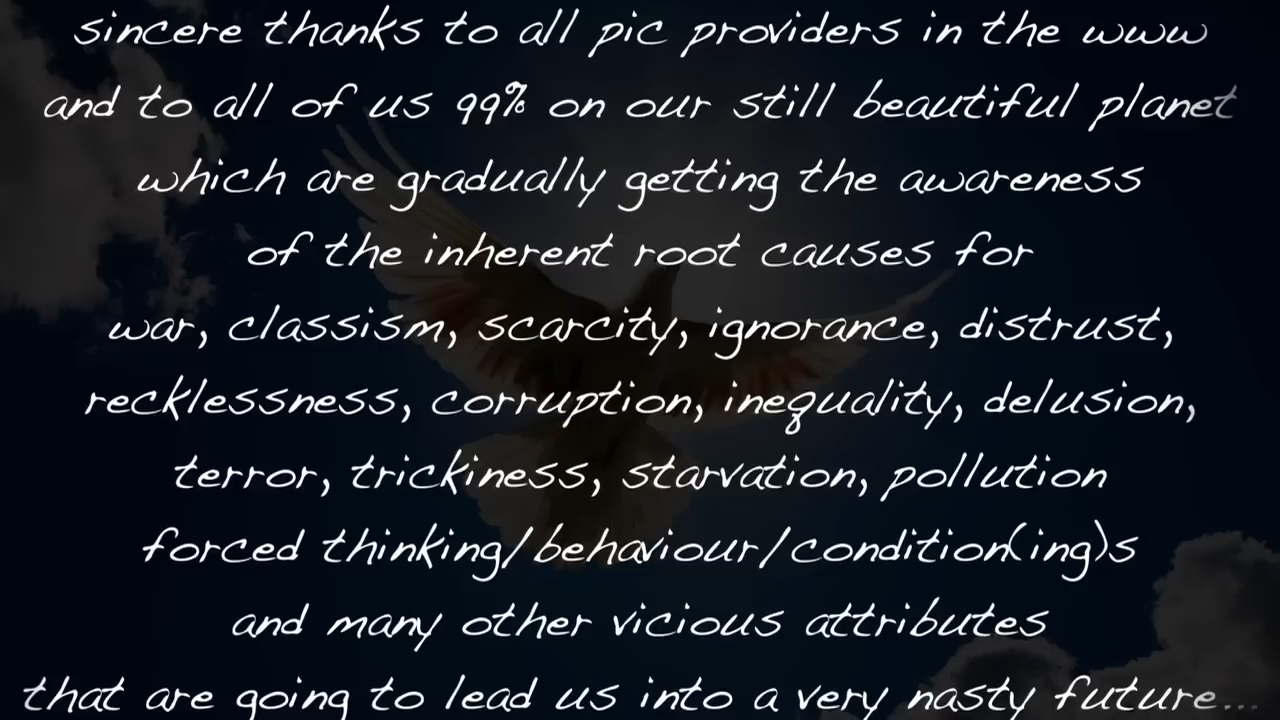 sincere thanks to all pic providers in the www
and to all of us 99% on our still beautiful planet
which are gradually getting the awareness
of the inherent root causes for
war, classism, scarcity, ignorance, distrust,
recklessness, corruption, inequality, delusion,
terror, trickiness, starvation, pollution
forced thinking/behaviour/condition(ing)s
and many other vicious attributes
that are going to lead us into a very nasty future...